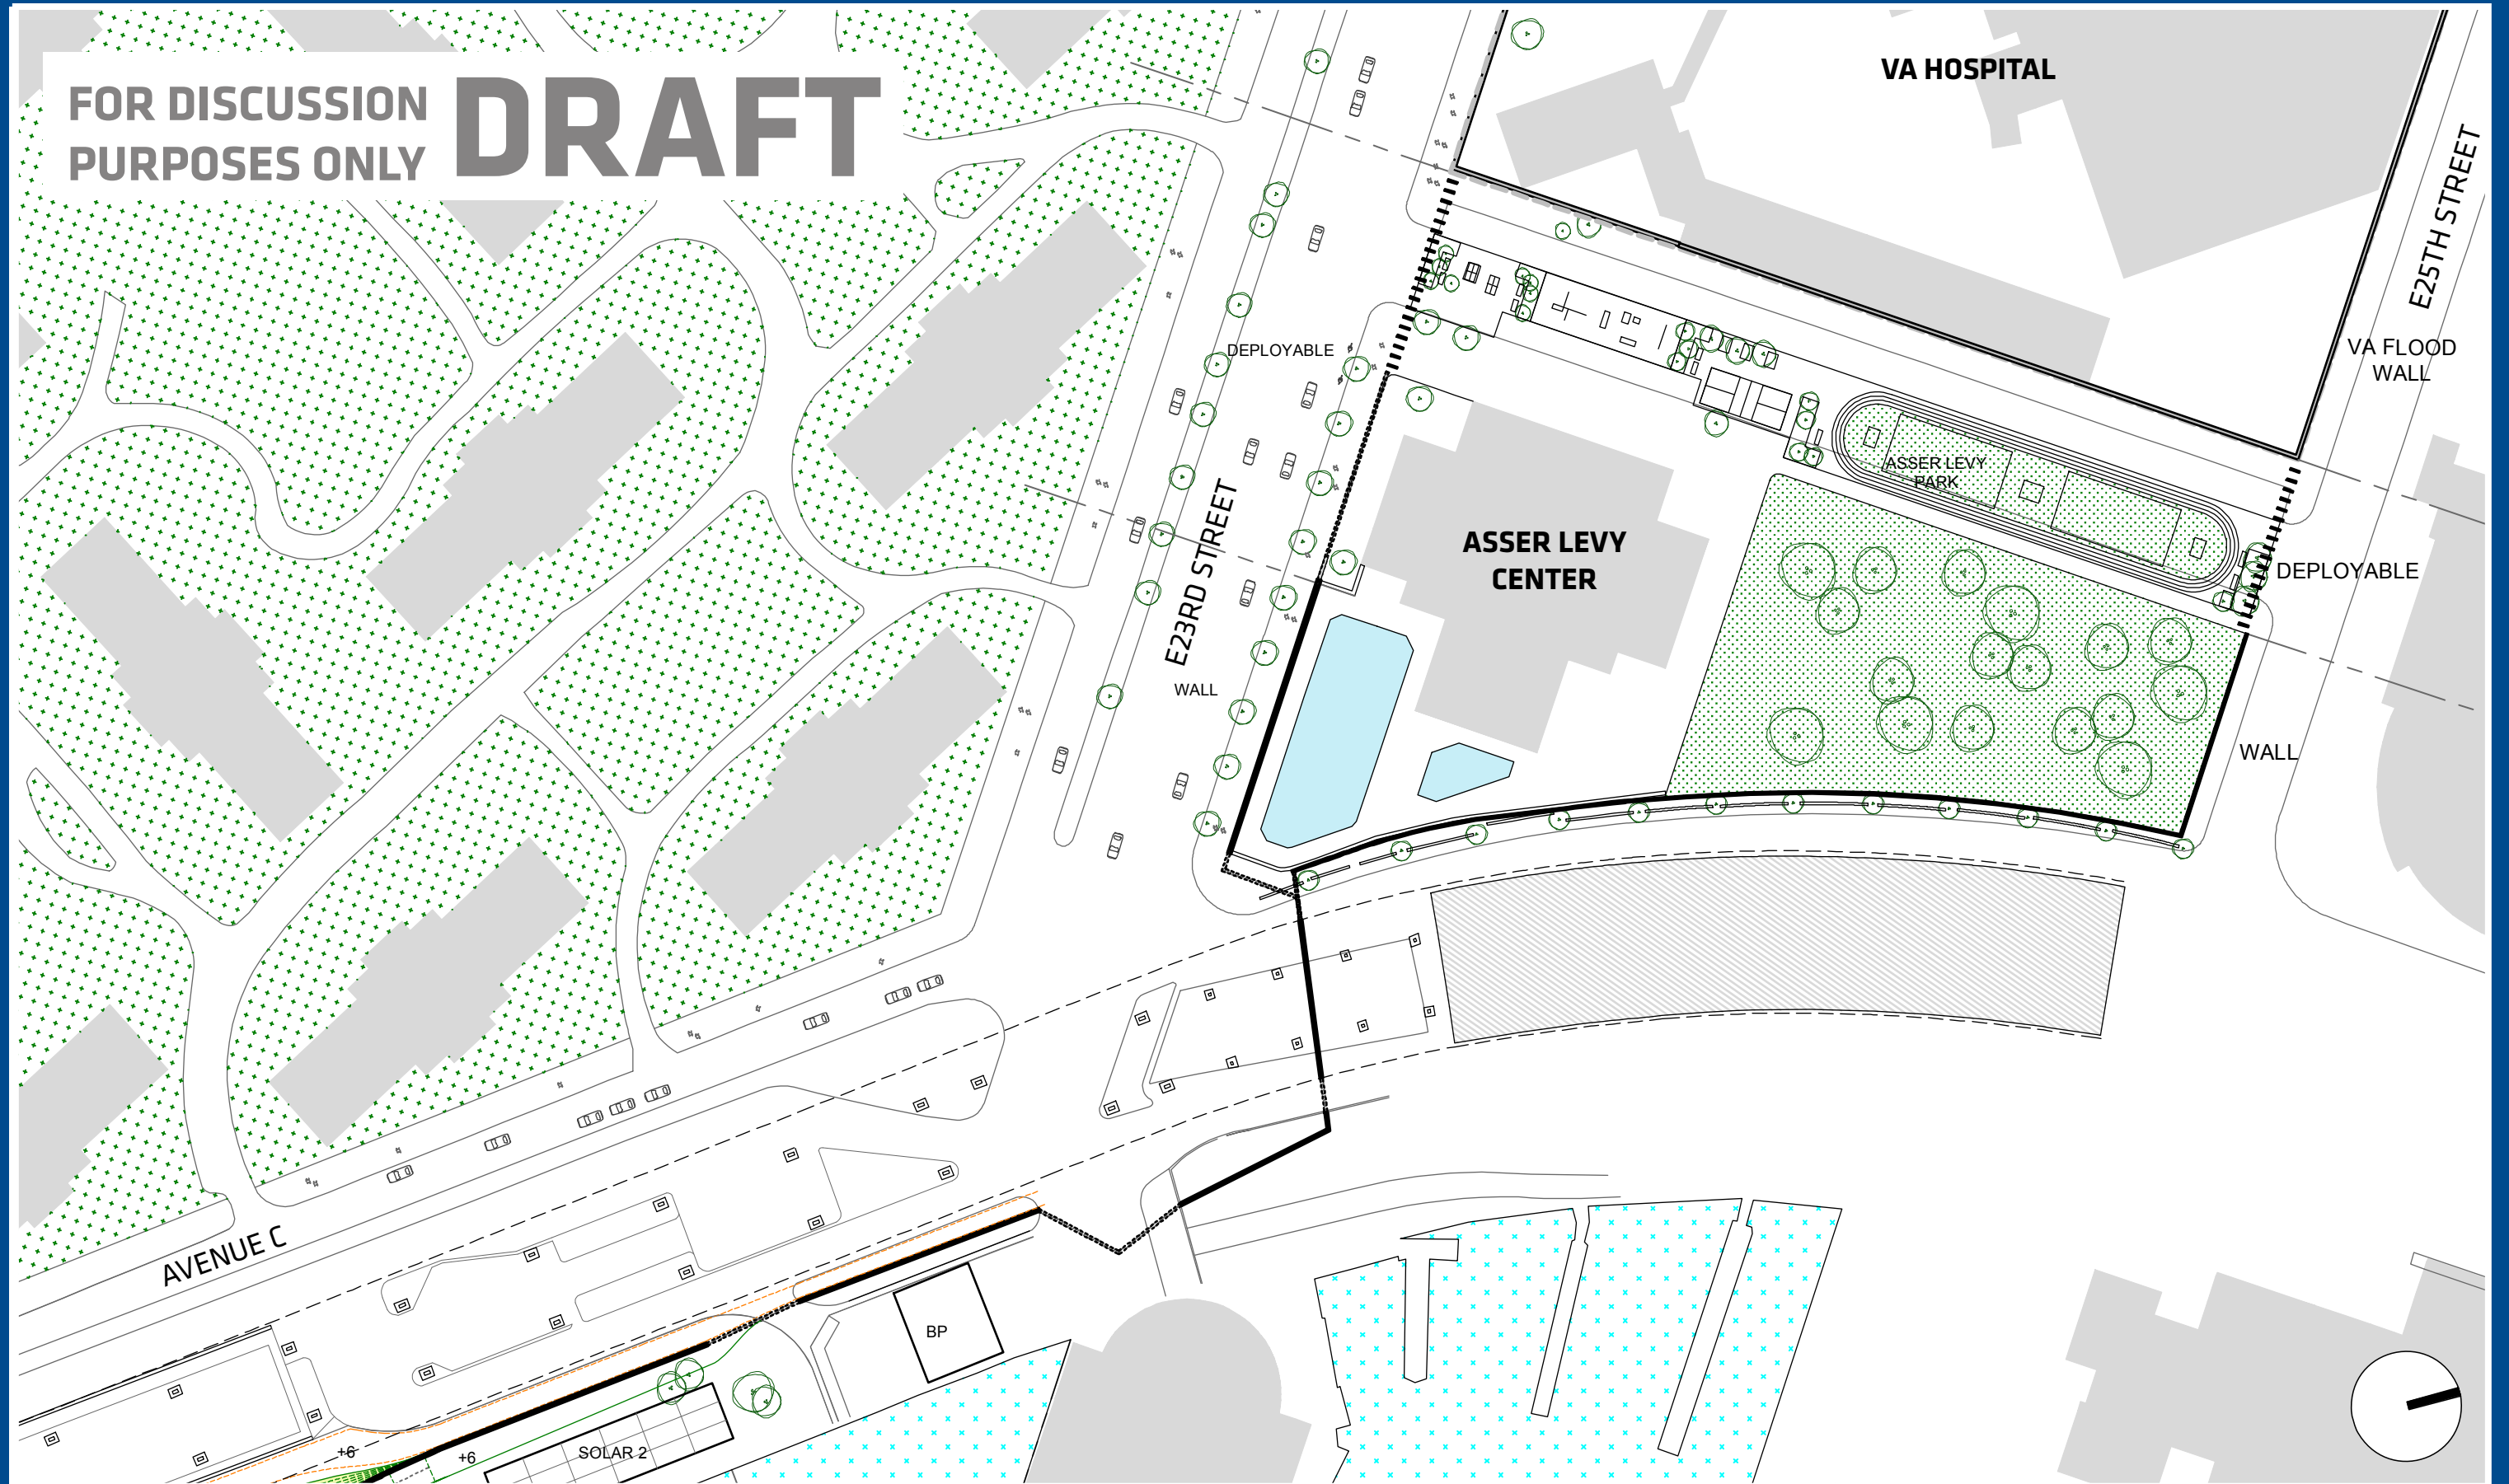 FOR DISCUSSION
PURPOSES ONLY
DRAFT
VA HOSPITAL
E25TH STREET
VA FLOOD
WALL
DEPLOYABLE
ASSER LEVY
PARK
E23RD STREET
ASSER LEVY
CENTER
DEPLOYABLE
WALL
WALL
AVENUE C
BP
+6
+6
SOLAR 2